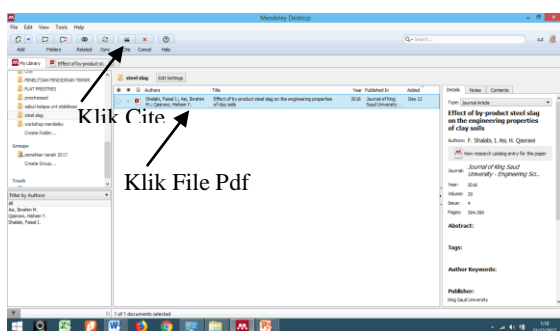 Mendeley Desktop
File Edit View Tools Help
Add Folders Related Sync Cite Cancel Help
Search...
My Library Effect of by-product st...
PENELITIAN PENDIDIKAN TINGGI
PLAT PRESTRES
prestressed
steel slag
workshop mendeley
Create Folder...
Groups
penelitian tanah 2017
Create Group...
Trash
Filter by Authors
All
Asi, Ibrahim M.
Qasrawi, Hisham Y.
Shalabi, Faisal I.
steel slag Edit Settings
Authors Title Year Published In Added
Shalabi, Faisal I.; Asi, Ibrahim M.; Qasrawi, Hisham Y. Effect of by-product steel slag on the engineering properties of clay soils 2016 Journal of King Saud University... Dec 12
Klik Cite
Klik File Pdf
Details Notes Contents
Type: Journal Article
Effect of by-product steel slag on the engineering properties of clay soils
Authors: F. Shalabi, I. Asi, H. Qasrawi
View research catalog entry for this paper
Journal: Journal of King Saud University - Engineering Sci...
Year: 2016
Volume: 29
Issue: 4
Pages: 394-399
Abstract:
Tags:
Author Keywords:
Publisher:
King Saud University
1 of 1 documents selected